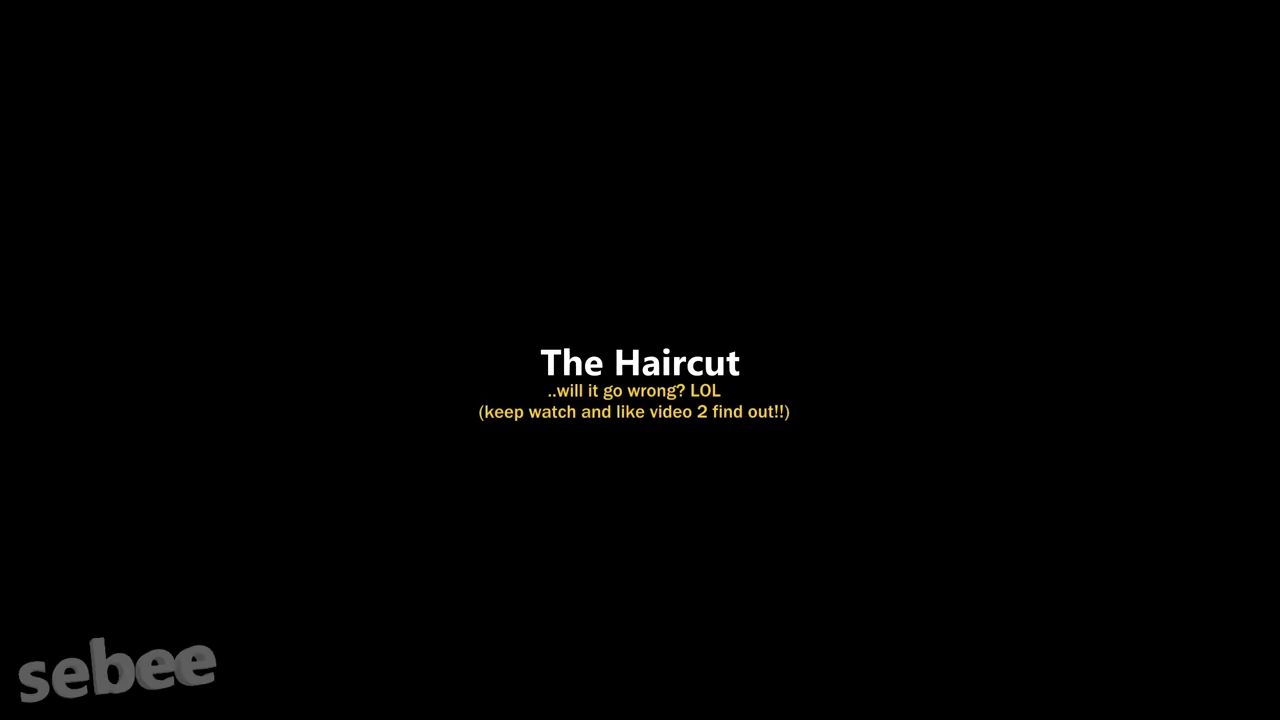 The Haircut
..will it go wrong? LOL
(keep watch and like video 2 find out!!)
sebee